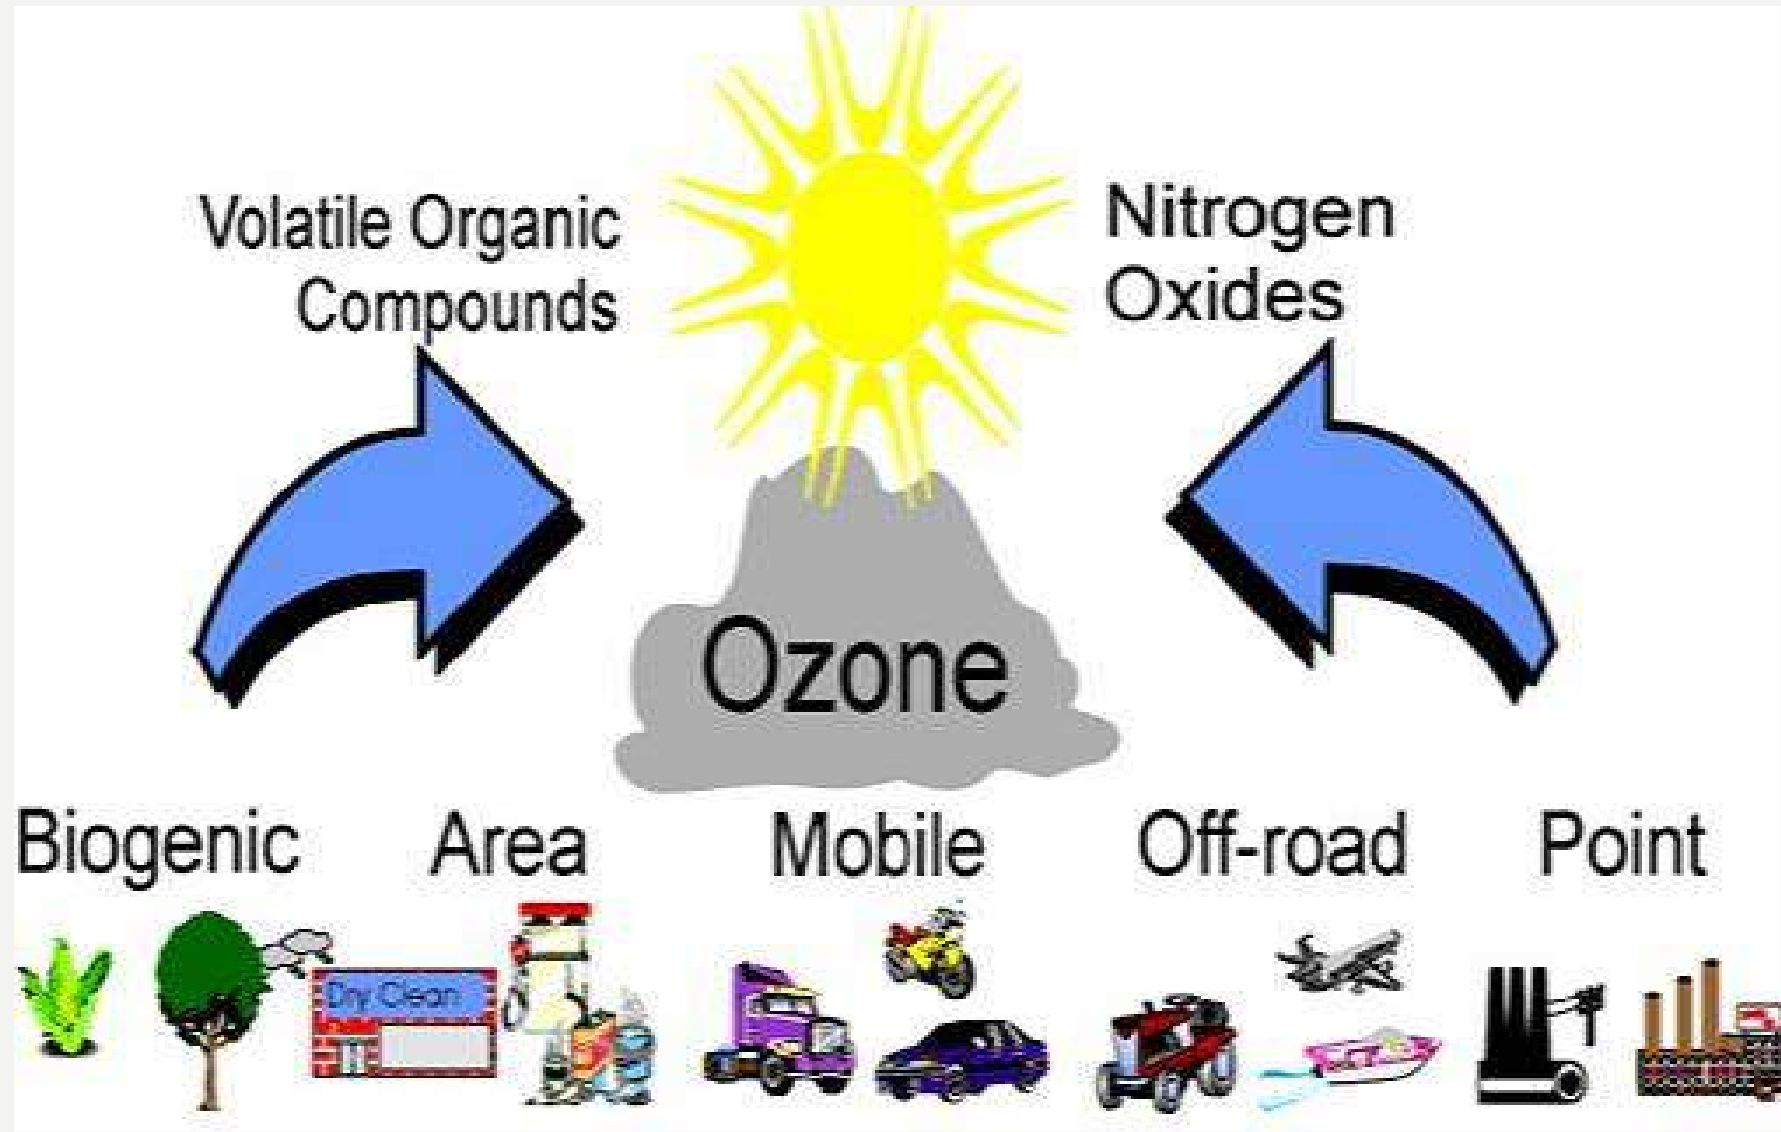 Volatile Organic
Compounds
Nitrogen
Oxides
Ozone
Biogenic
Area
Mobile
Off-road
Point
Dry Clean